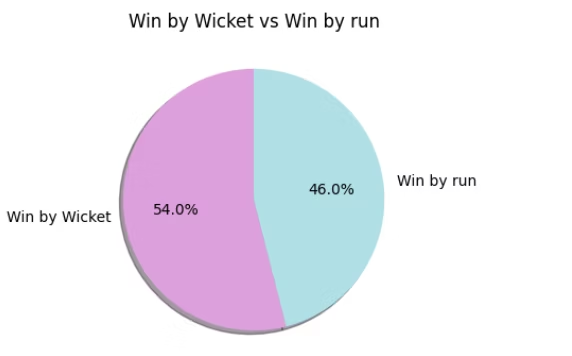 Win by Wicket vs Win by run
46.0%
Win by run
54.0%
Win by Wicket